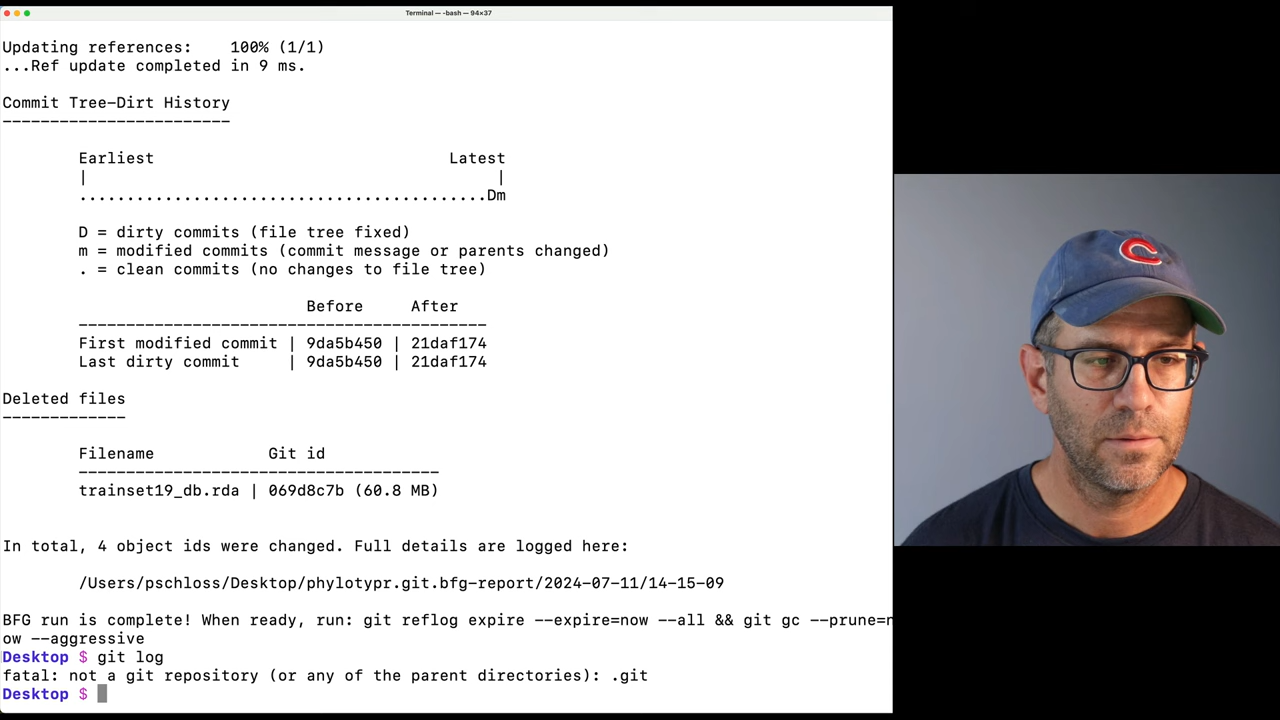 Terminal — -bash — 94×37
Updating references:    100% (1/1)
...Ref update completed in 9 ms.
Commit Tree-Dirt History
------------------------
Earliest                               Latest
|                                            |
...........................................Dm
D = dirty commits (file tree fixed)
m = modified commits (commit message or parents changed)
. = clean commits (no changes to file tree)
Before     After
-------------------------------------------
First modified commit | 9da5b450 | 21daf174
Last dirty commit     | 9da5b450 | 21daf174
Deleted files
-------------
Filename            Git id
--------------------------------------
trainset19_db.rda | 069d8c7b (60.8 MB)
In total, 4 object ids were changed. Full details are logged here:
/Users/pschloss/Desktop/phylotypr.git.bfg-report/2024-07-11/14-15-09
BFG run is complete! When ready, run: git reflog expire --expire=now --all && git gc --prune=n
ow --aggressive
Desktop $ git log
fatal: not a git repository (or any of the parent directories): .git
Desktop $
C